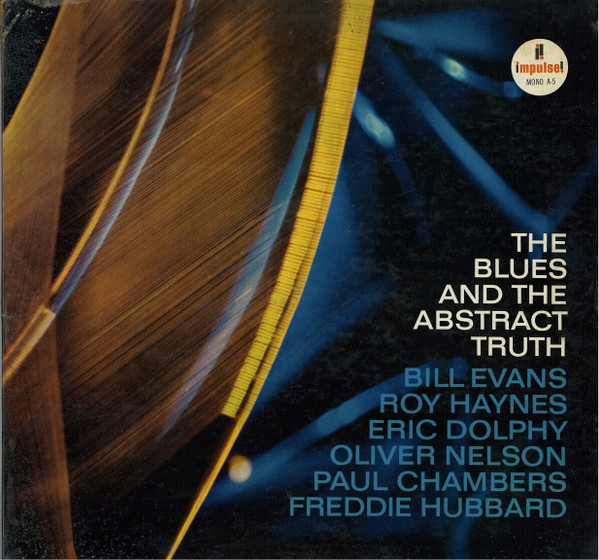 impulse!
MONO A-5
THE
BLUES
AND THE
ABSTRACT
TRUTH
BILL EVANS
ROY HAYNES
ERIC DOLPHY
OLIVER NELSON
PAUL CHAMBERS
FREDDIE HUBBARD